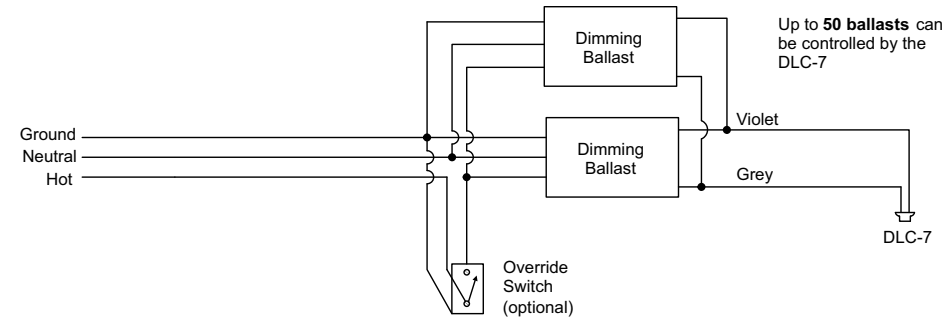 Dimming
Ballast
Up to 50 ballasts can
be controlled by the
DLC-7
Ground
Neutral
Hot
Dimming
Ballast
Violet
Grey
DLC-7
Override
Switch
(optional)